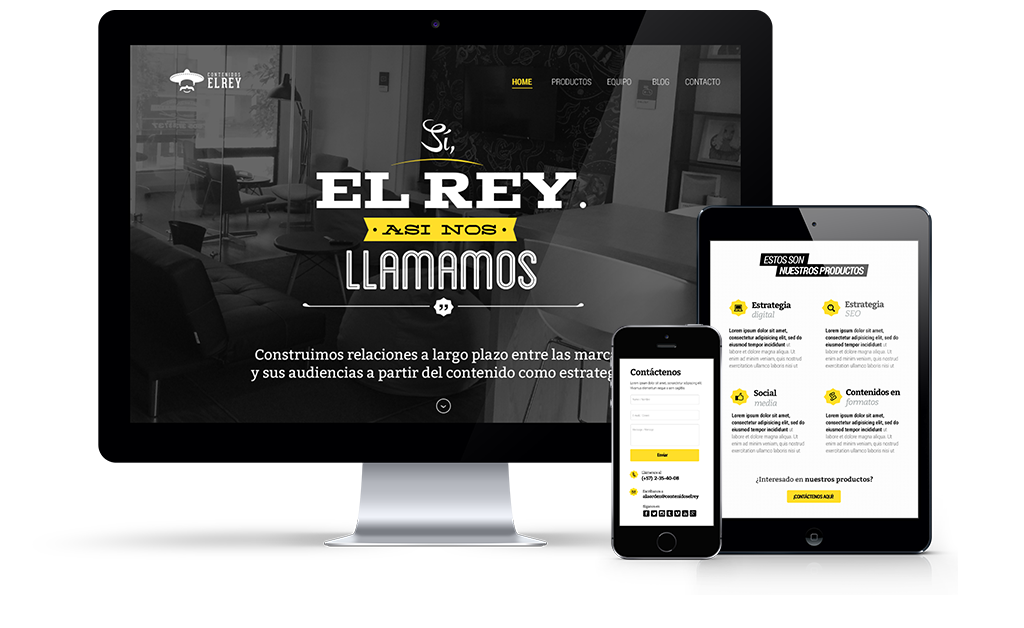 CONTENIDOS
EL REY
HOME PRODUCTOS EQUIPO BLOG CONTACTO
Sí,
EL REY.
ASI NOS
LLAMAMOS
Construimos relaciones a largo plazo entre las
y sus audiencias a partir del contenido como
ESTOS SON
NUESTROS PRODUCTOS
Estrategia
digital
Lorem ipsum dolor sit amet,
consectetur adipisicing elit, sed do
eiusmod tempor incididunt ut
labore et dolore magna aliqua. Ut
enim ad minim veniam, quis nostrud
exercitation ullamco laboris nisi ut
Estrategia
SEO
Lorem ipsum dolor sit amet,
consectetur adipisicing elit, sed do
eiusmod tempor incididunt ut
labore et dolore magna aliqua. Ut
enim ad minim veniam, quis nostrud
exercitation ullamco laboris nisi ut
Social
media
Lorem ipsum dolor sit amet,
consectetur adipisicing elit, sed do
eiusmod tempor incididunt ut
labore et dolore magna aliqua. Ut
enim ad minim veniam, quis nostrud
exercitation ullamco laboris nisi ut
Contenidos en
formatos
Lorem ipsum dolor sit amet,
consectetur adipisicing elit, sed do
eiusmod tempor incididunt ut
labore et dolore magna aliqua. Ut
enim ad minim veniam, quis nostrud
exercitation ullamco laboris nisi ut
¿Interesado en nuestros productos?
¡CONTÁCTENOS AQUÍ!
Contáctenos
Enviar
(+57) 2-35-40-08